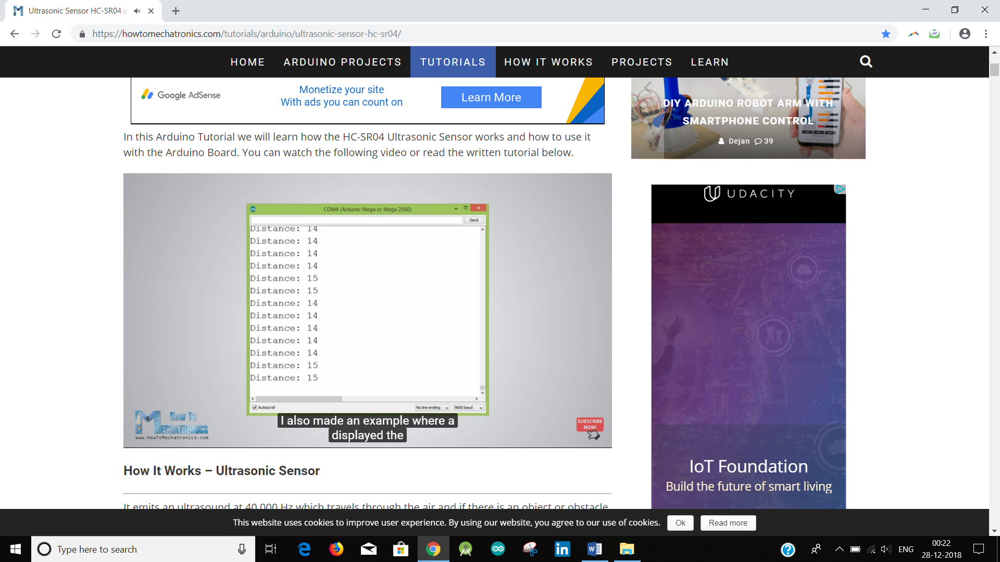 Ultrasonic Sensor HC-SR04 a
https://howtomechatronics.com/tutorials/arduino/ultrasonic-sensor-hc-sr04/
HOME ARDUINO PROJECTS TUTORIALS HOW IT WORKS PROJECTS LEARN
Google AdSense
Monetize your site
With ads you can count on
Learn More
DIY ARDUINO ROBOT ARM WITH
SMARTPHONE CONTROL
Dejan 39
In this Arduino Tutorial we will learn how the HC-SR04 Ultrasonic Sensor works and how to use it
with the Arduino Board. You can watch the following video or read the written tutorial below.
COM4 (Arduino Mega or Mega 2560)
Send
Distance: 14
Distance: 14
Distance: 14
Distance: 14
Distance: 15
Distance: 15
Distance: 14
Distance: 14
Distance: 14
Distance: 14
Distance: 14
Distance: 15
Distance: 15
Autoscroll No line ending 9600 baud
I also made an example where a
displayed the
How To
MECHATRONICS
www.HowToMechatronics.com
SUBSCRIBE
NOW!
UDACITY
IoT Foundation
Build the future of smart living
How It Works – Ultrasonic Sensor
It emits an ultrasound at 40 000 Hz which travels through the air and if there is an object or obstacle
This website uses cookies to improve user experience. By using our website, you agree to our use of cookies. Ok Read more
Type here to search
ENG
00:22
28-12-2018